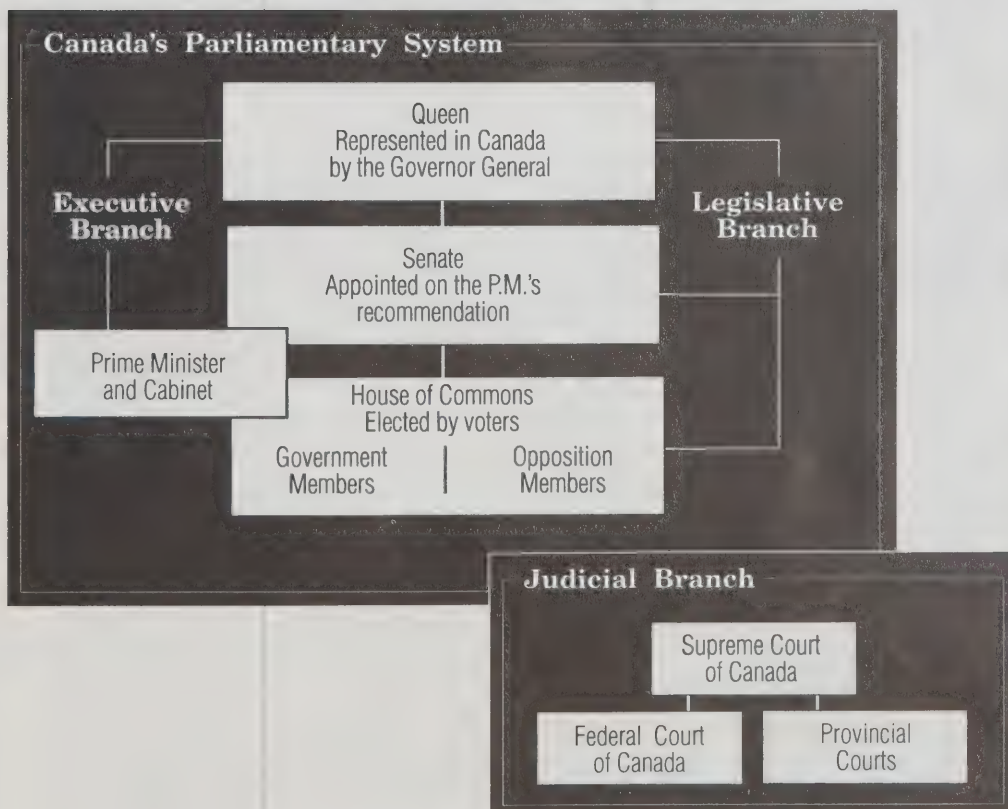 Canada's Parliamentary System
Queen
Represented in Canada
by the Governor General
Executive
Branch
Legislative
Branch
Senate
Appointed on the P.M.'s
recommendation
Prime Minister
and Cabinet
House of Commons
Elected by voters
Government
Members
Opposition
Members
Judicial Branch
Supreme Court
of Canada
Federal Court
of Canada
Provincial
Courts